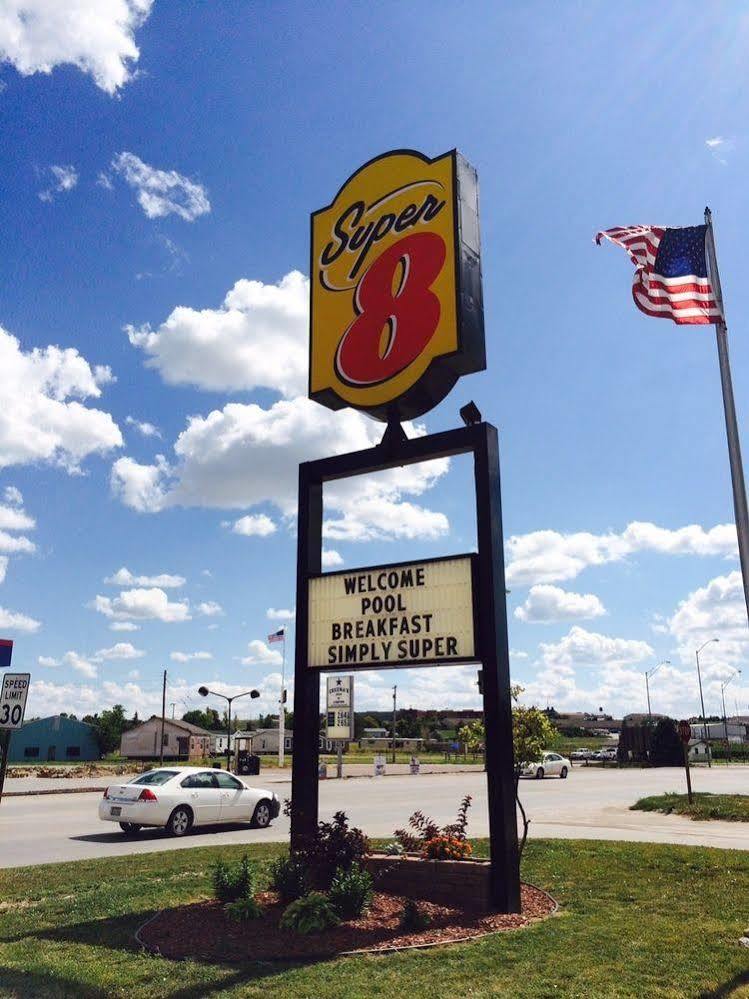 Super
8
WELCOME
POOL
BREAKFAST
SIMPLY SUPER
SPEED
LIMIT
30